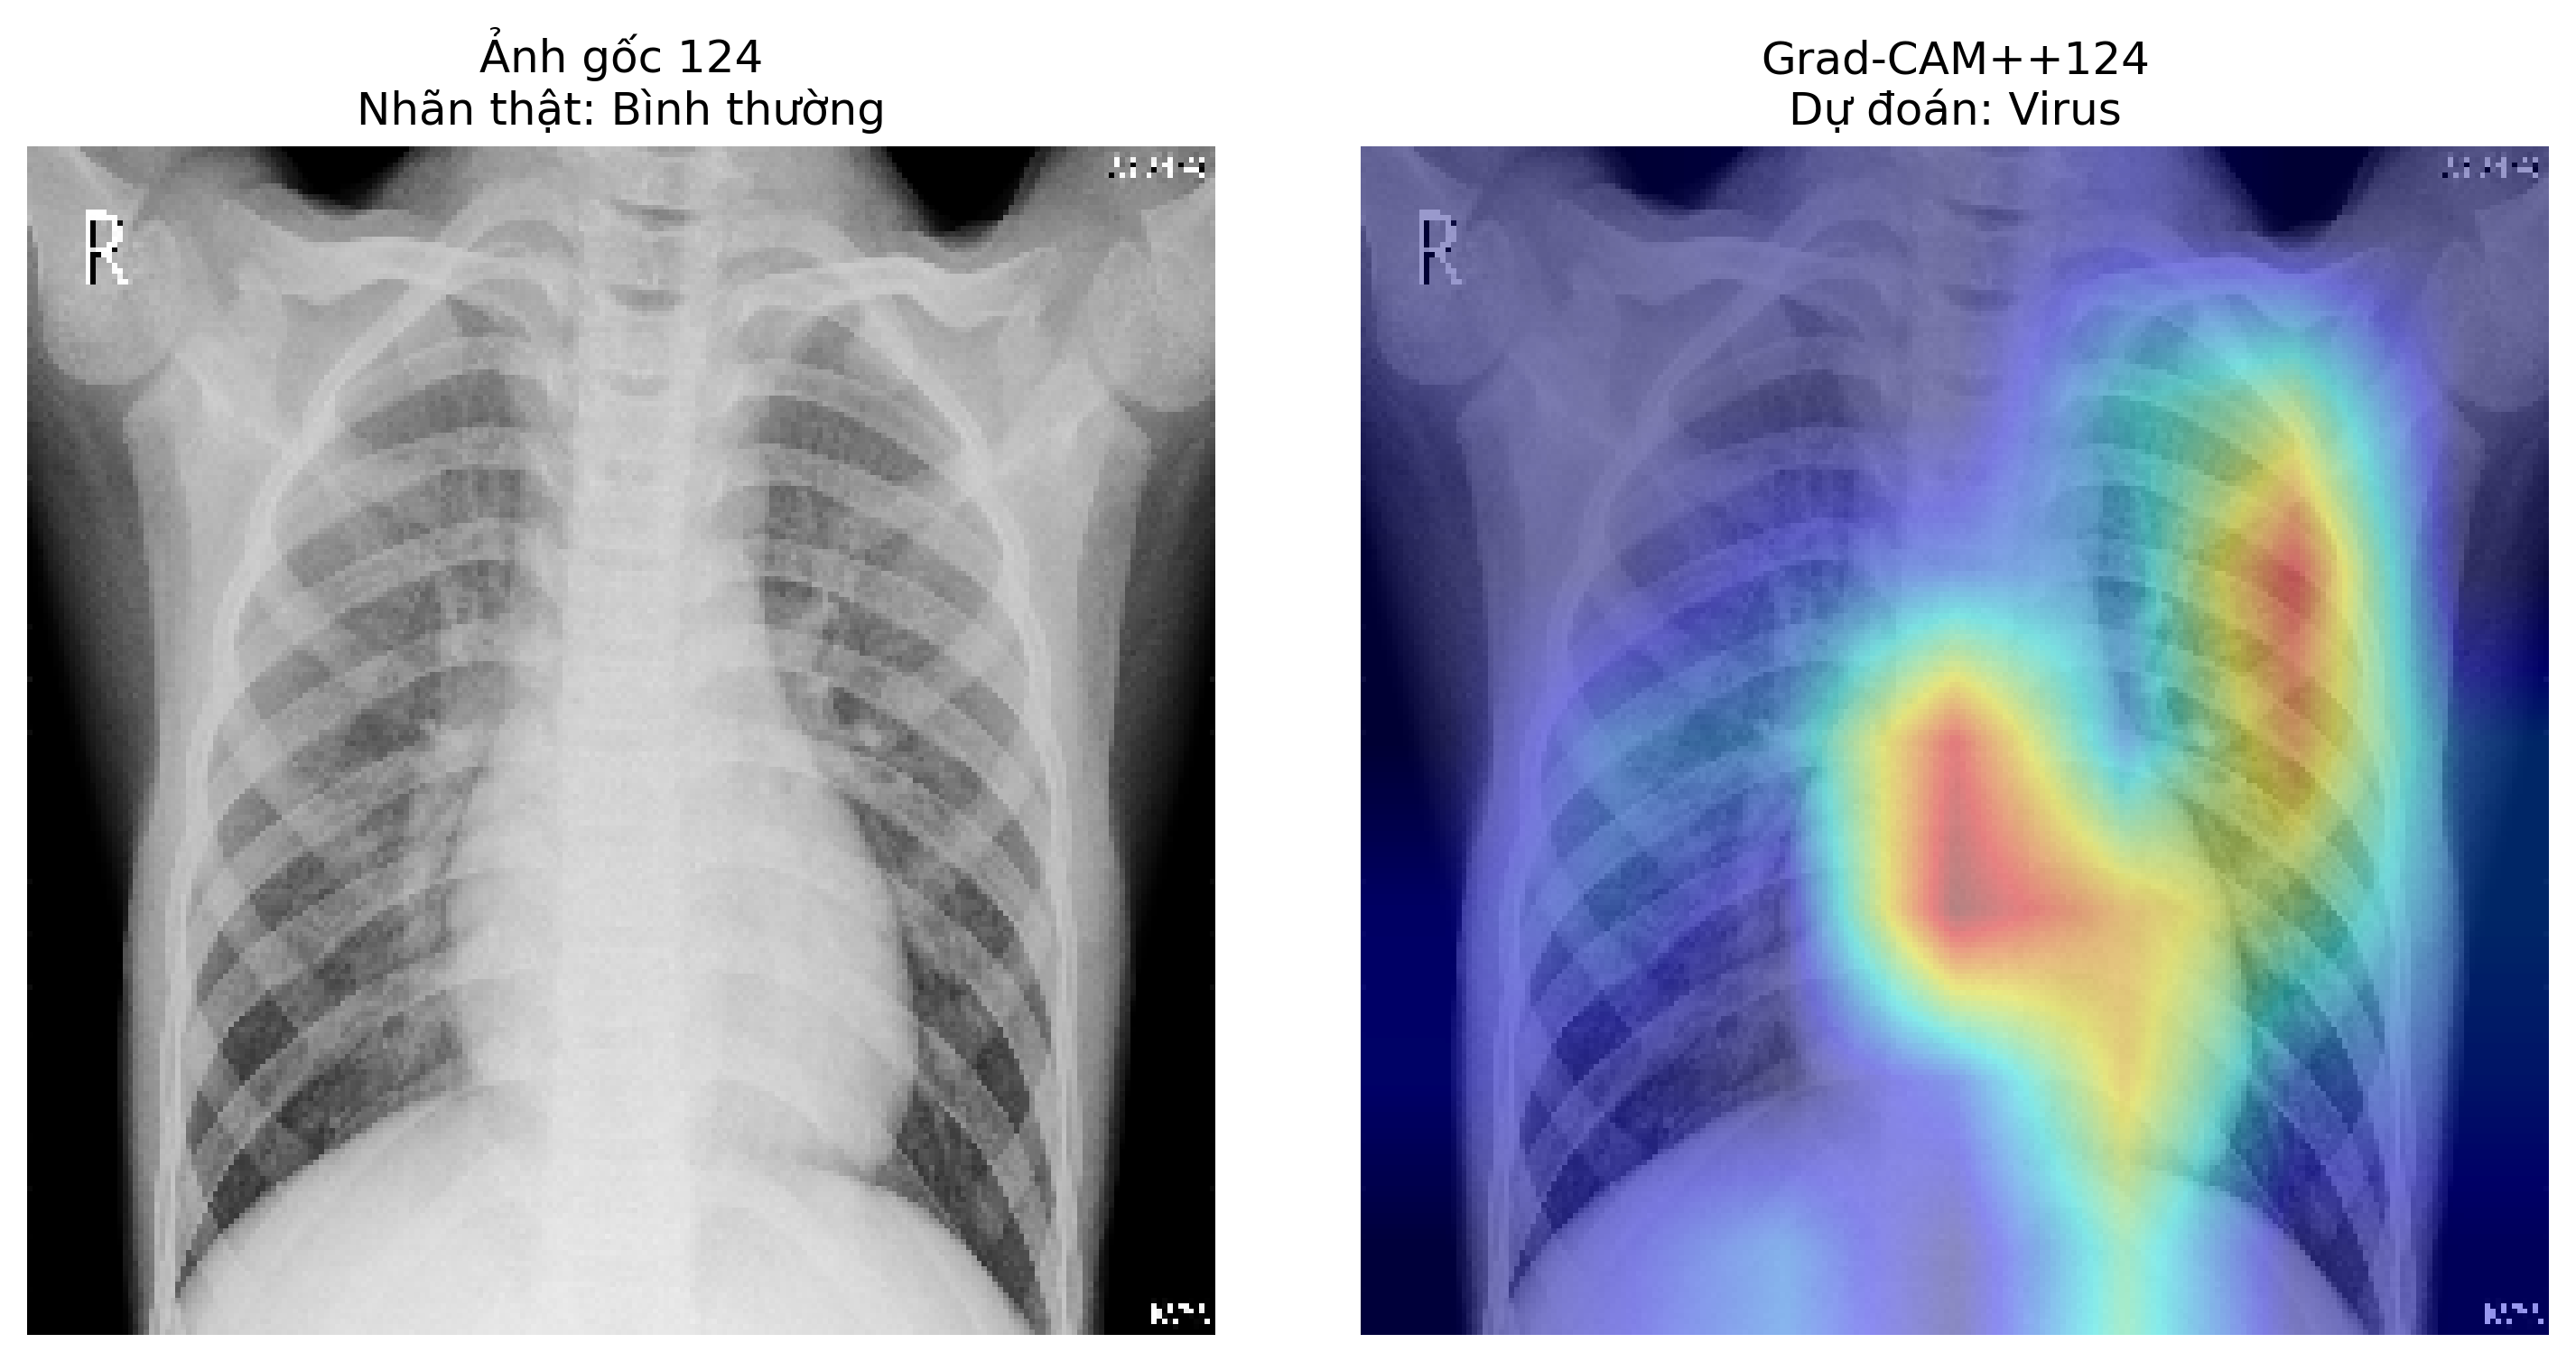 Ảnh gốc 124
Nhãn thật: Bình thường
Grad-CAM++124
Dự đoán: Virus
R
R